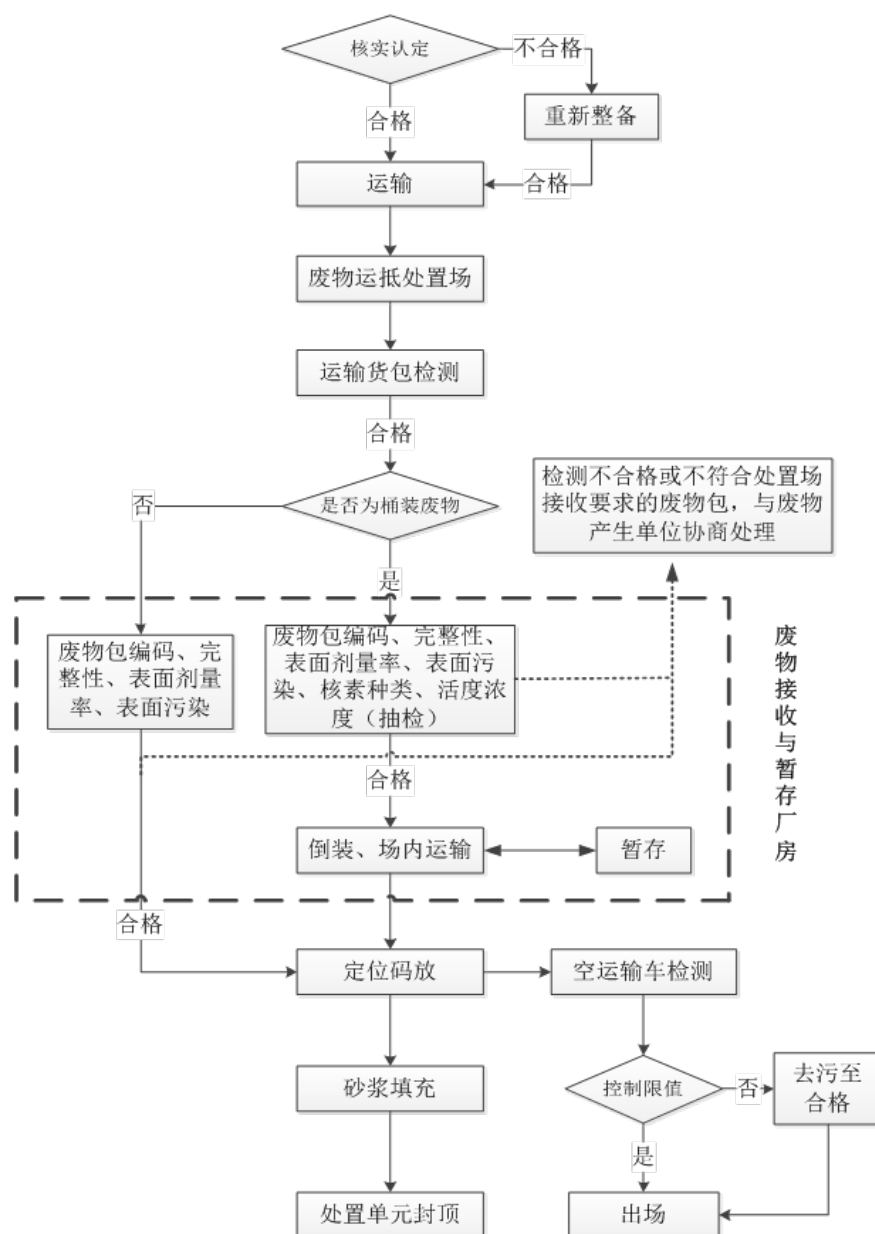 核实认定
不合格
合格
重新整备
运输
合格
废物运抵处置场
运输货包检测
合格
是否为桶装废物
否
是
检测不合格或不符合处置场
接收要求的废物包，与废物
产生单位协商处理
废物包编码、完
整性、表面剂量
率、表面污染
废物包编码、完整性、
表面剂量率、表面污
染、核素种类、活度浓
度（抽检）
废物接收与暂存厂房
合格
倒装、场内运输
暂存
合格
定位码放
空运输车检测
砂浆填充
控制限值
否
去污至
合格
是
处置单元封顶
出场